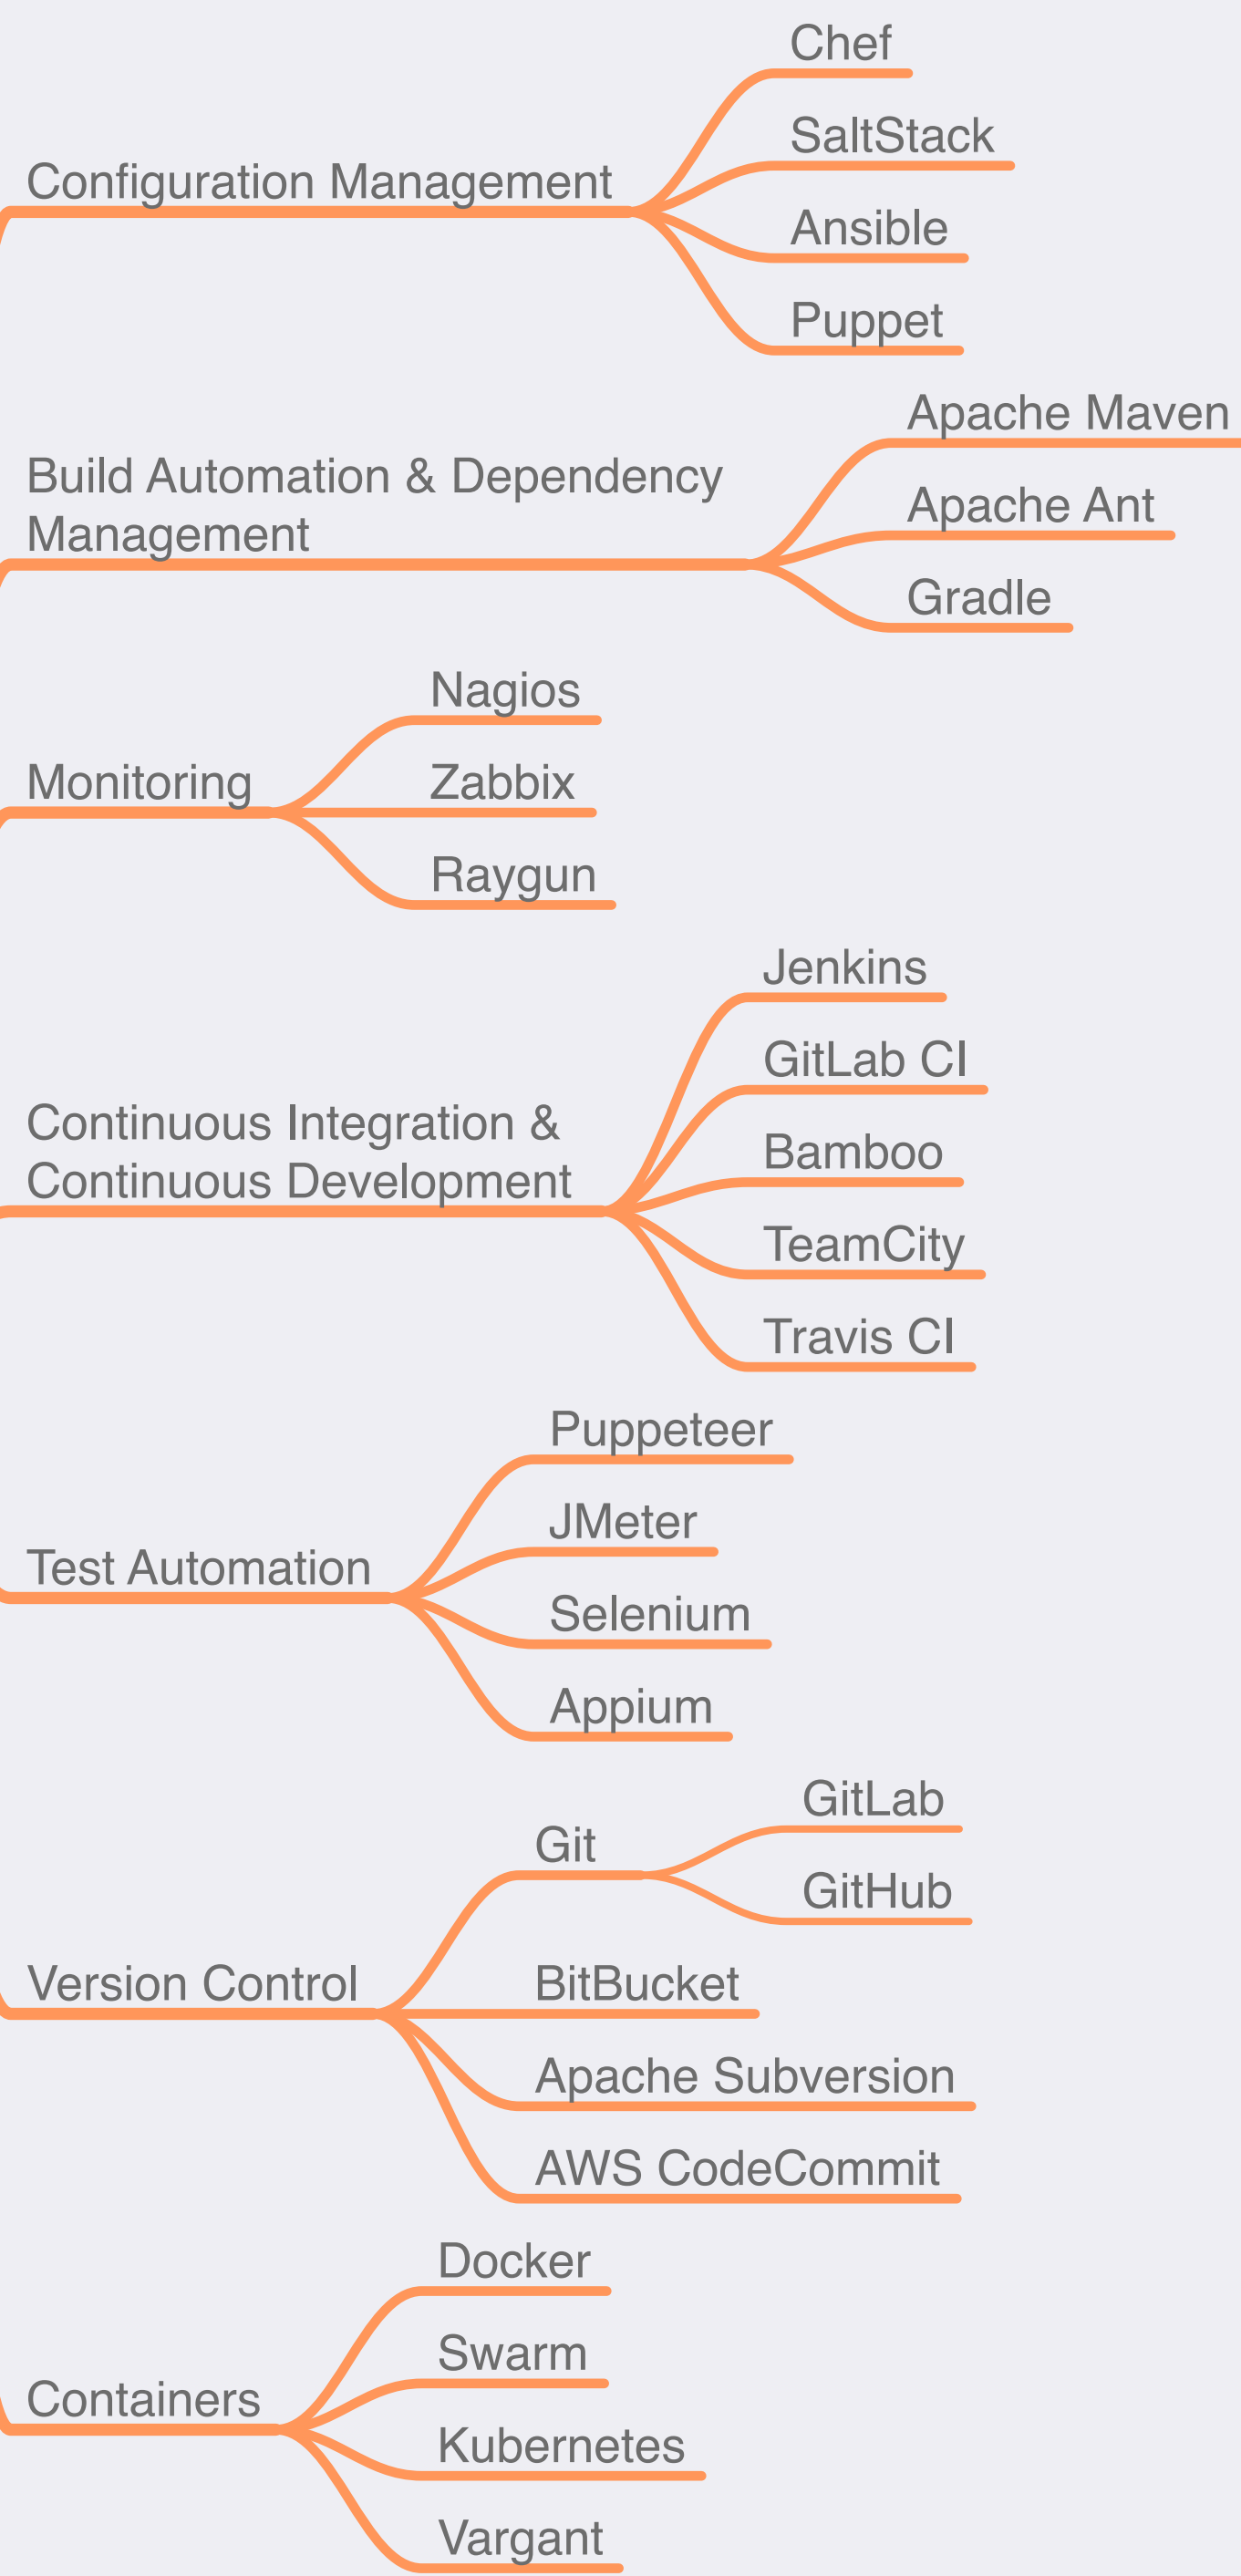 Configuration Management
Chef
SaltStack
Ansible
Puppet
Build Automation & Dependency
Management
Apache Maven
Apache Ant
Gradle
Monitoring
Nagios
Zabbix
Raygun
Continuous Integration &
Continuous Development
Jenkins
GitLab CI
Bamboo
TeamCity
Travis CI
Test Automation
Puppeteer
JMeter
Selenium
Appium
Version Control
Git
GitLab
GitHub
BitBucket
Apache Subversion
AWS CodeCommit
Containers
Docker
Swarm
Kubernetes
Vargant